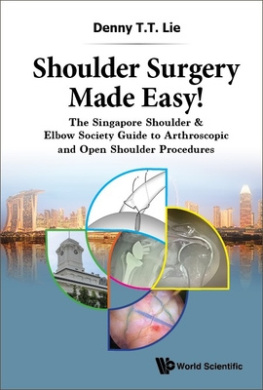 Denny T.T. Lie
Shoulder Surgery
Made Easy!
The Singapore Shoulder &
Elbow Society Guide to Arthroscopic
and Open Shoulder Procedures
World Scientific